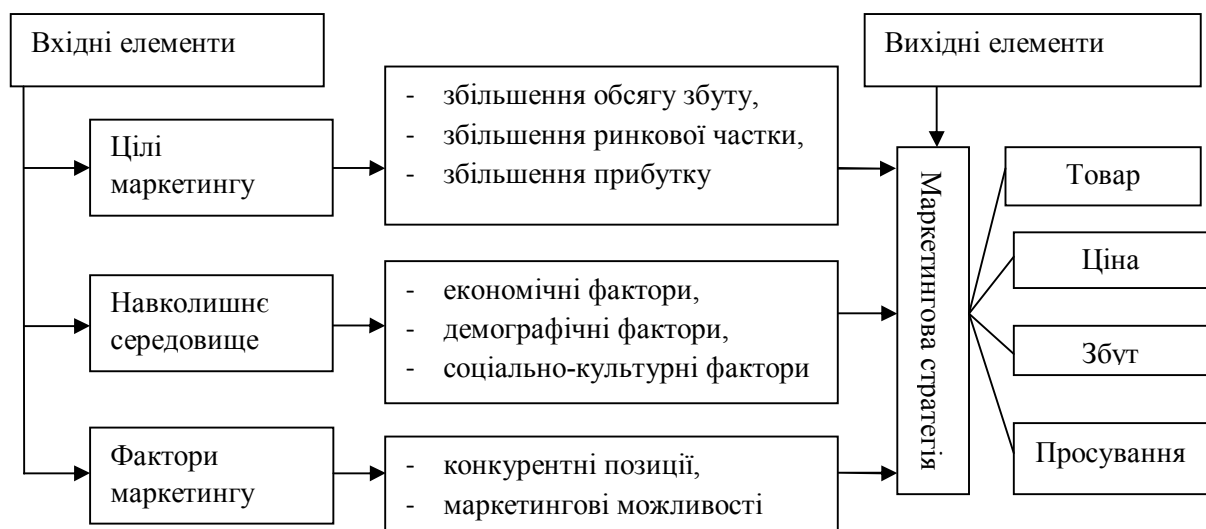 Вхідні елементи
Вихідні елементи
Цілі
маркетингу
- збільшення обсягу збуту,
- збільшення ринкової частки,
- збільшення прибутку
Навколишнє
середовище
- економічні фактори,
- демографічні фактори,
- соціально-культурні фактори
Фактори
маркетингу
- конкурентні позиції,
- маркетингові можливості
Маркетингова стратегія
Товар
Ціна
Збут
Просування